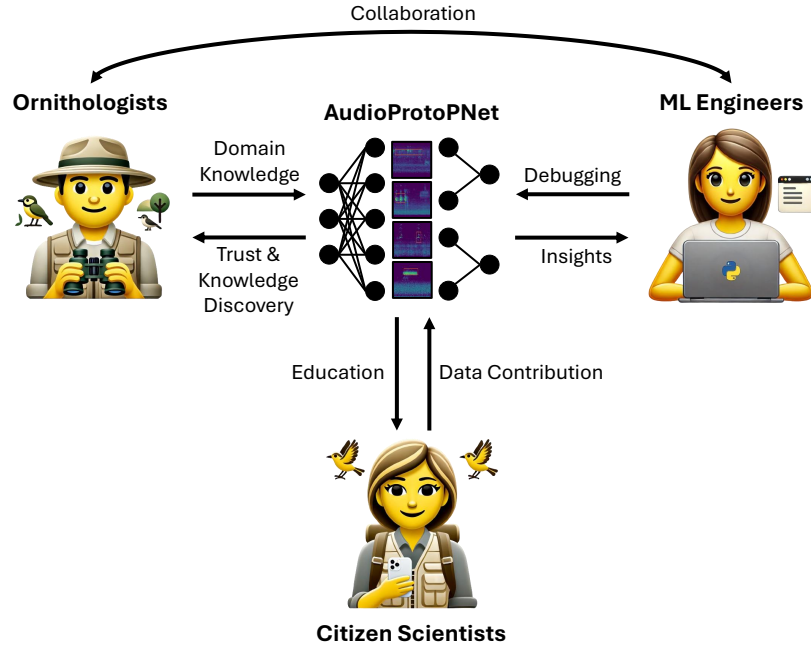 Collaboration
Ornithologists
AudioProtoPNet
ML Engineers
Domain
Knowledge
Debugging
Trust &
Knowledge
Discovery
Insights
Education
Data Contribution
Citizen Scientists